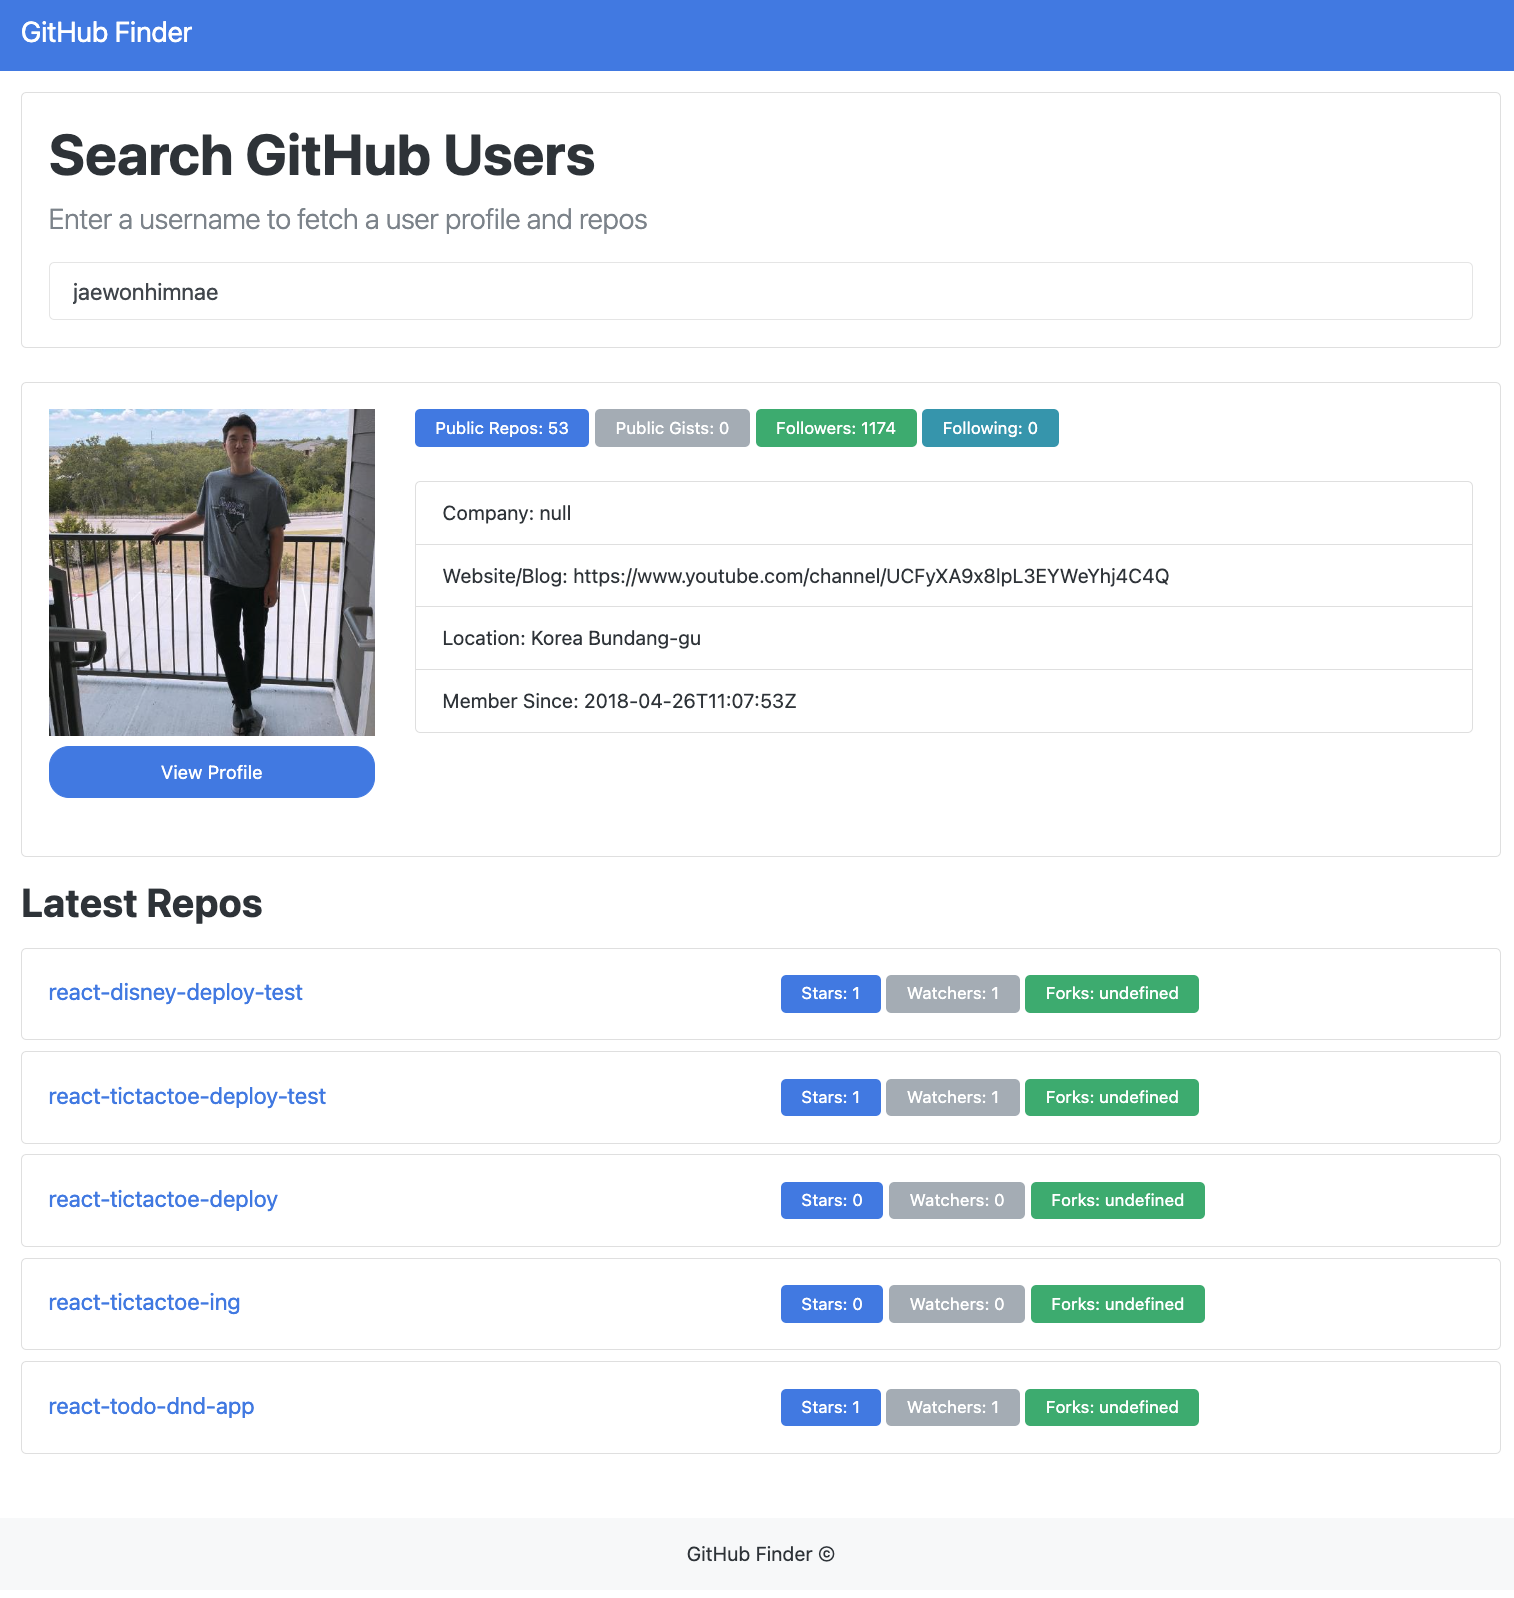 GitHub Finder
Search GitHub Users
Enter a username to fetch a user profile and repos
jaewonhimnae
Public Repos: 53 Public Gists: 0 Followers: 1174 Following: 0
Company: null
Website/Blog: https://www.youtube.com/channel/UCFyXA9x8lpL3EYWeYhj4C4Q
Location: Korea Bundang-gu
Member Since: 2018-04-26T11:07:53Z
View Profile
Latest Repos
react-disney-deploy-test Stars: 1 Watchers: 1 Forks: undefined
react-tictactoe-deploy-test Stars: 1 Watchers: 1 Forks: undefined
react-tictactoe-deploy Stars: 0 Watchers: 0 Forks: undefined
react-tictactoe-ing Stars: 0 Watchers: 0 Forks: undefined
react-todo-dnd-app Stars: 1 Watchers: 1 Forks: undefined
GitHub Finder ©